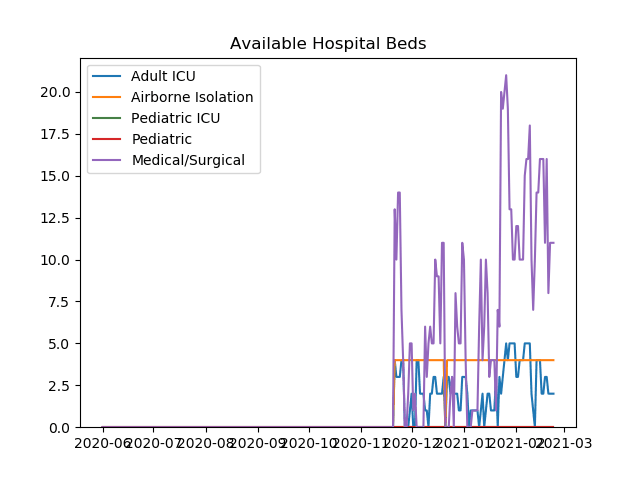 Available Hospital Beds
Adult ICU
Airborne Isolation
Pediatric ICU
Pediatric
Medical/Surgical
20.0
17.5
15.0
12.5
10.0
7.5
5.0
2.5
0.0
2020-06 2020-07 2020-08 2020-09 2020-10 2020-11 2020-12 2021-01 2021-02 2021-03